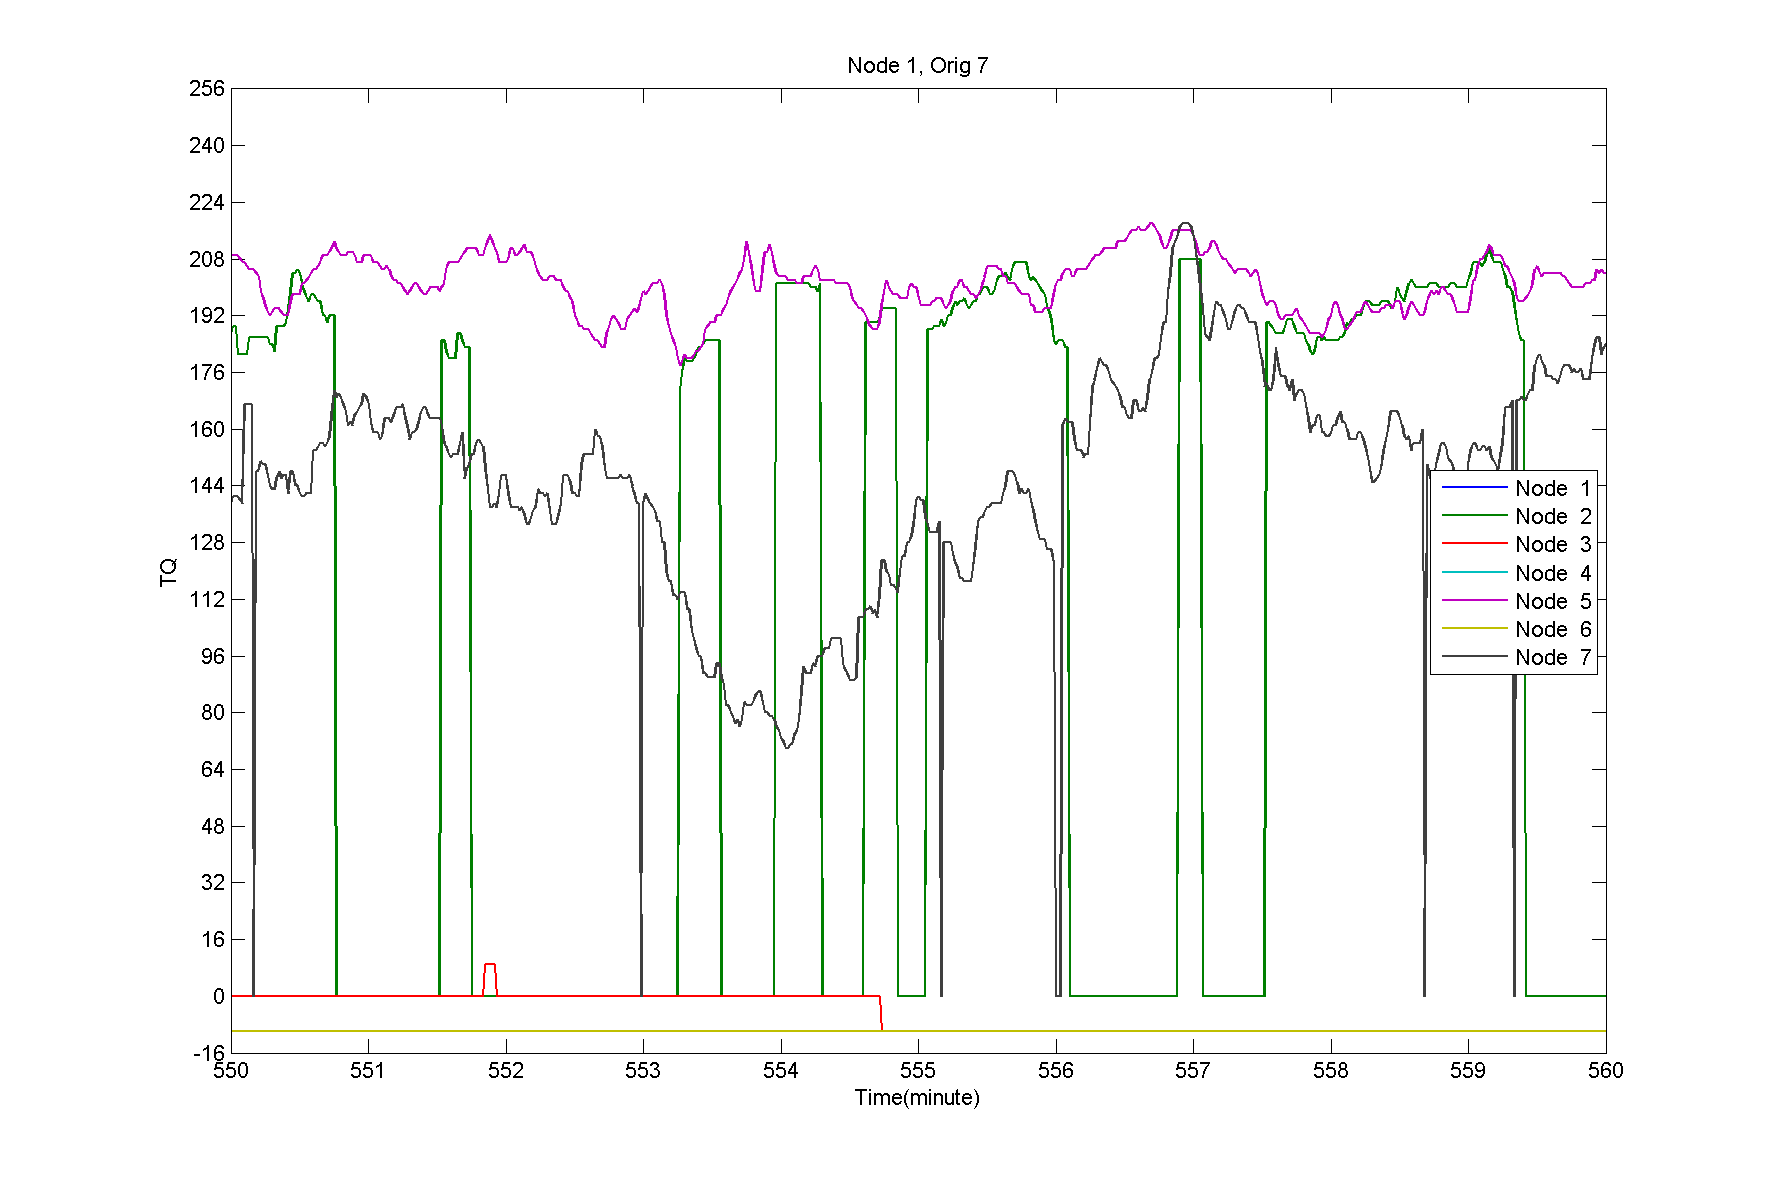 Node 1, Orig 7
256
240
224
208
192
176
160
144
128
112
96
80
64
48
32
16
0
-16
TQ
Node 1
Node 2
Node 3
Node 4
Node 5
Node 6
Node 7
550 551 552 553 554 555 556 557 558 559 560
Time(minute)